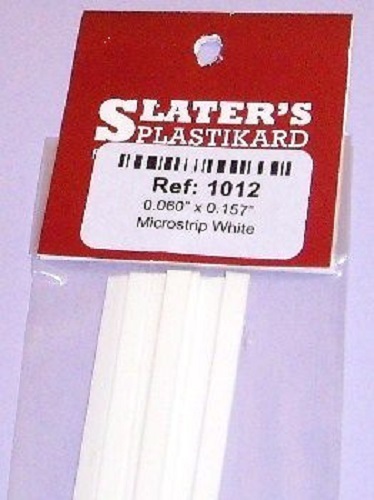 SLATER'S
PLASTIKARD
Ref: 1012
0.060" x 0.157"
Microstrip White